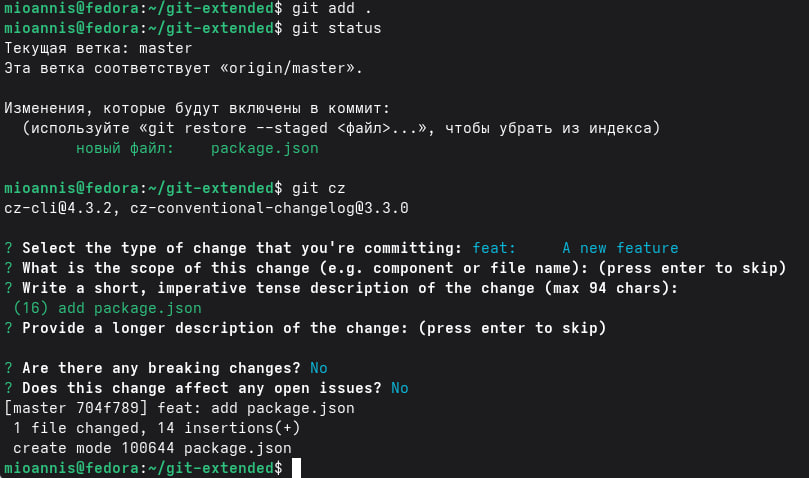 mioannis@fedora:~/git-extended$ git add .
mioannis@fedora:~/git-extended$ git status
Текущая ветка: master
Эта ветка соответствует «origin/master».
Изменения, которые будут включены в коммит:
  (используйте «git restore --staged <файл>...», чтобы убрать из индекса)
        новый файл:    package.json
mioannis@fedora:~/git-extended$ git cz
cz-cli@4.3.2, cz-conventional-changelog@3.3.0
? Select the type of change that you're committing: feat:     A new feature
? What is the scope of this change (e.g. component or file name): (press enter to skip)
? Write a short, imperative tense description of the change (max 94 chars):
 (16) add package.json
? Provide a longer description of the change: (press enter to skip)
? Are there any breaking changes? No
? Does this change affect any open issues? No
[master 704f789] feat: add package.json
 1 file changed, 14 insertions(+)
 create mode 100644 package.json
mioannis@fedora:~/git-extended$